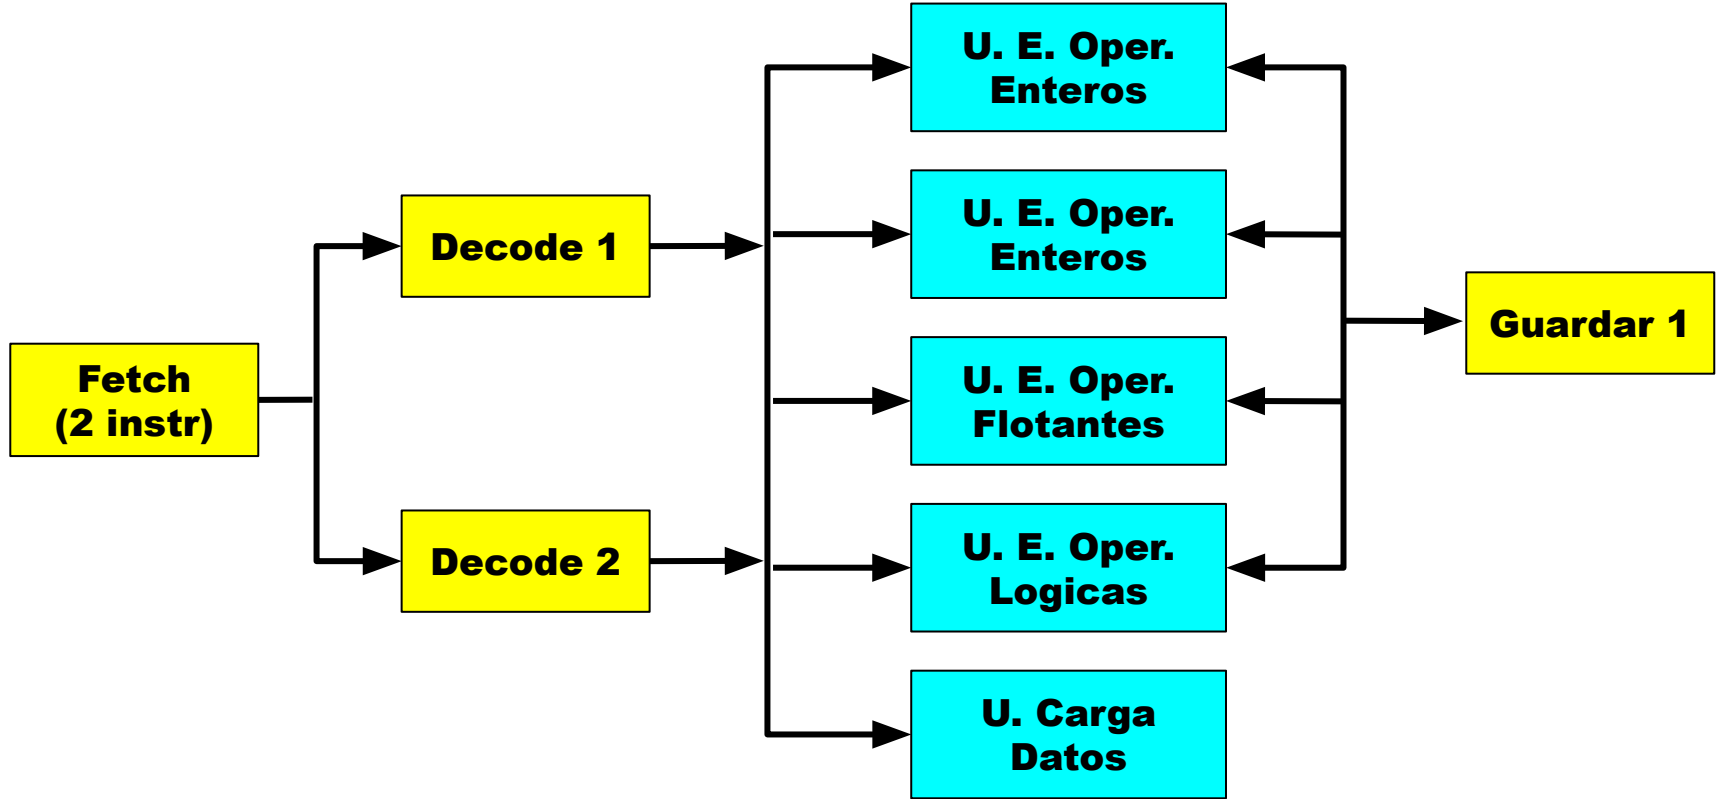 Fetch
(2 instr)
Decode 1
Decode 2
U. E. Oper.
Enteros
U. E. Oper.
Enteros
U. E. Oper.
Flotantes
U. E. Oper.
Logicas
U. Carga
Datos
Guardar 1